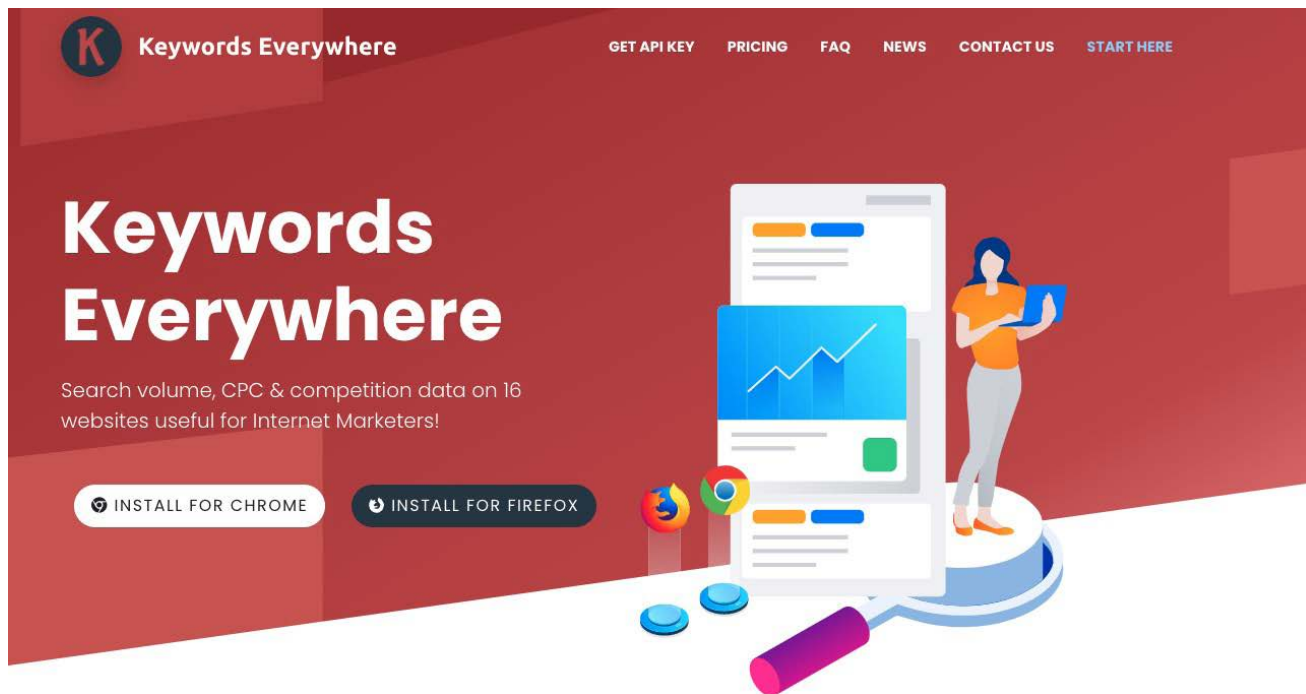 Keywords Everywhere
GET API KEY PRICING FAQ NEWS CONTACT US START HERE
Keywords
Everywhere
Search volume, CPC & competition data on 16
websites useful for Internet Marketers!
INSTALL FOR CHROME INSTALL FOR FIREFOX